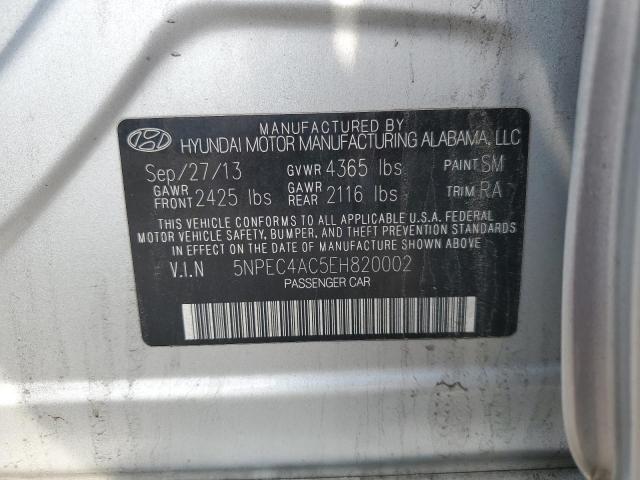 MANUFACTURED BY
HYUNDAI MOTOR MANUFACTURING ALABAMA, LLC
Sep/27/13 GVWR 4365 lbs PAINT SM
GAWR FRONT 2425 lbs GAWR REAR 2116 lbs TRIM RA
THIS VEHICLE CONFORMS TO ALL APPLICABLE U.S.A. FEDERAL
MOTOR VEHICLE SAFETY, BUMPER, AND THEFT PREVENTION STANDARDS
IN EFFECT ON THE DATE OF MANUFACTURE SHOWN ABOVE.
V.I.N 5NPEC4AC5EH820002
PASSENGER CAR